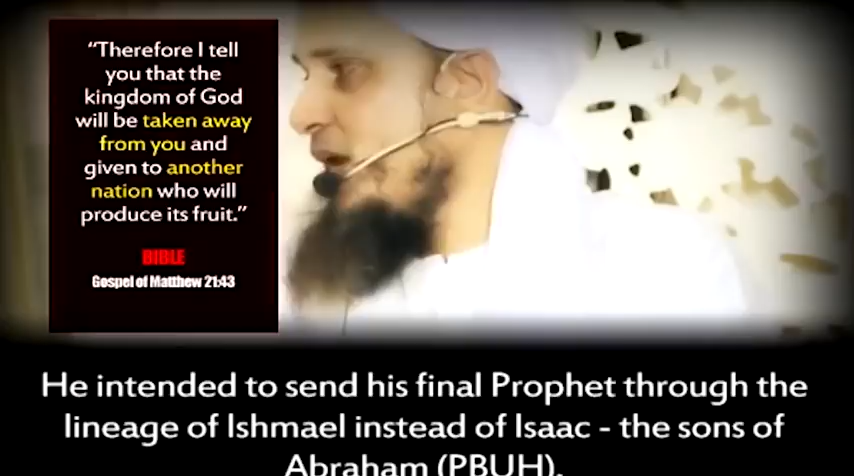 “Therefore I tell
you that the
kingdom of God
will be taken away
from you and
given to another
nation who will
produce its fruit.”
BIBLE
Gospel of Matthew 21:43
He intended to send his final Prophet through the
lineage of Ishmael instead of Isaac - the sons of
Abraham (PBUH).